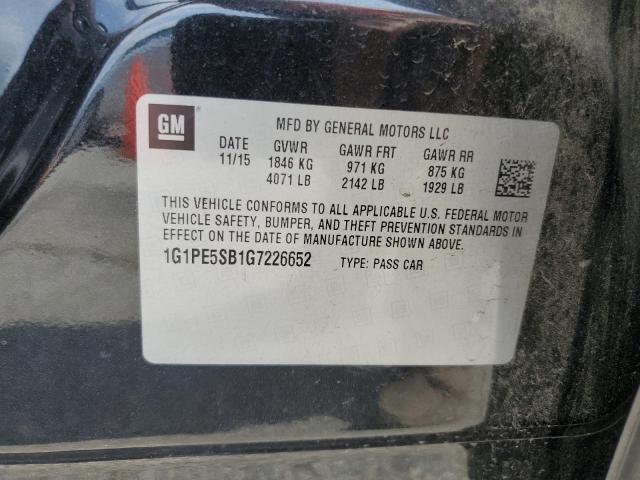 GM
MFD BY GENERAL MOTORS LLC
DATE GVWR GAWR FRT GAWR RR
11/15 1846 KG 971 KG 875 KG
4071 LB 2142 LB 1929 LB
THIS VEHICLE CONFORMS TO ALL APPLICABLE U.S. FEDERAL MOTOR
VEHICLE SAFETY, BUMPER, AND THEFT PREVENTION STANDARDS IN
EFFECT ON THE DATE OF MANUFACTURE SHOWN ABOVE.
1G1PE5SB1G7226652 TYPE: PASS CAR